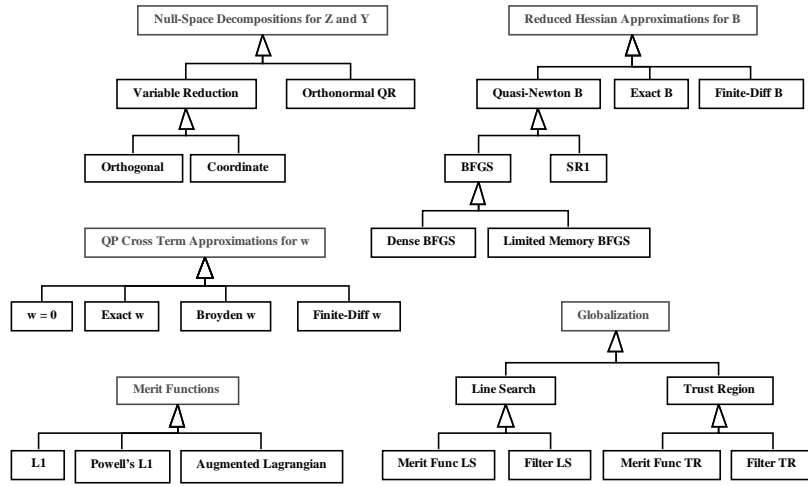 Null-Space Decompositions for Z and Y
Variable Reduction
Orthonormal QR
Orthogonal
Coordinate
Reduced Hessian Approximations for B
Quasi-Newton B
Exact B
Finite-Diff B
BFGS
SR1
Dense BFGS
Limited Memory BFGS
QP Cross Term Approximations for w
w = 0
Exact w
Broyden w
Finite-Diff w
Globalization
Line Search
Trust Region
Merit Func LS
Filter LS
Merit Func TR
Filter TR
Merit Functions
L1
Powell's L1
Augmented Lagrangian